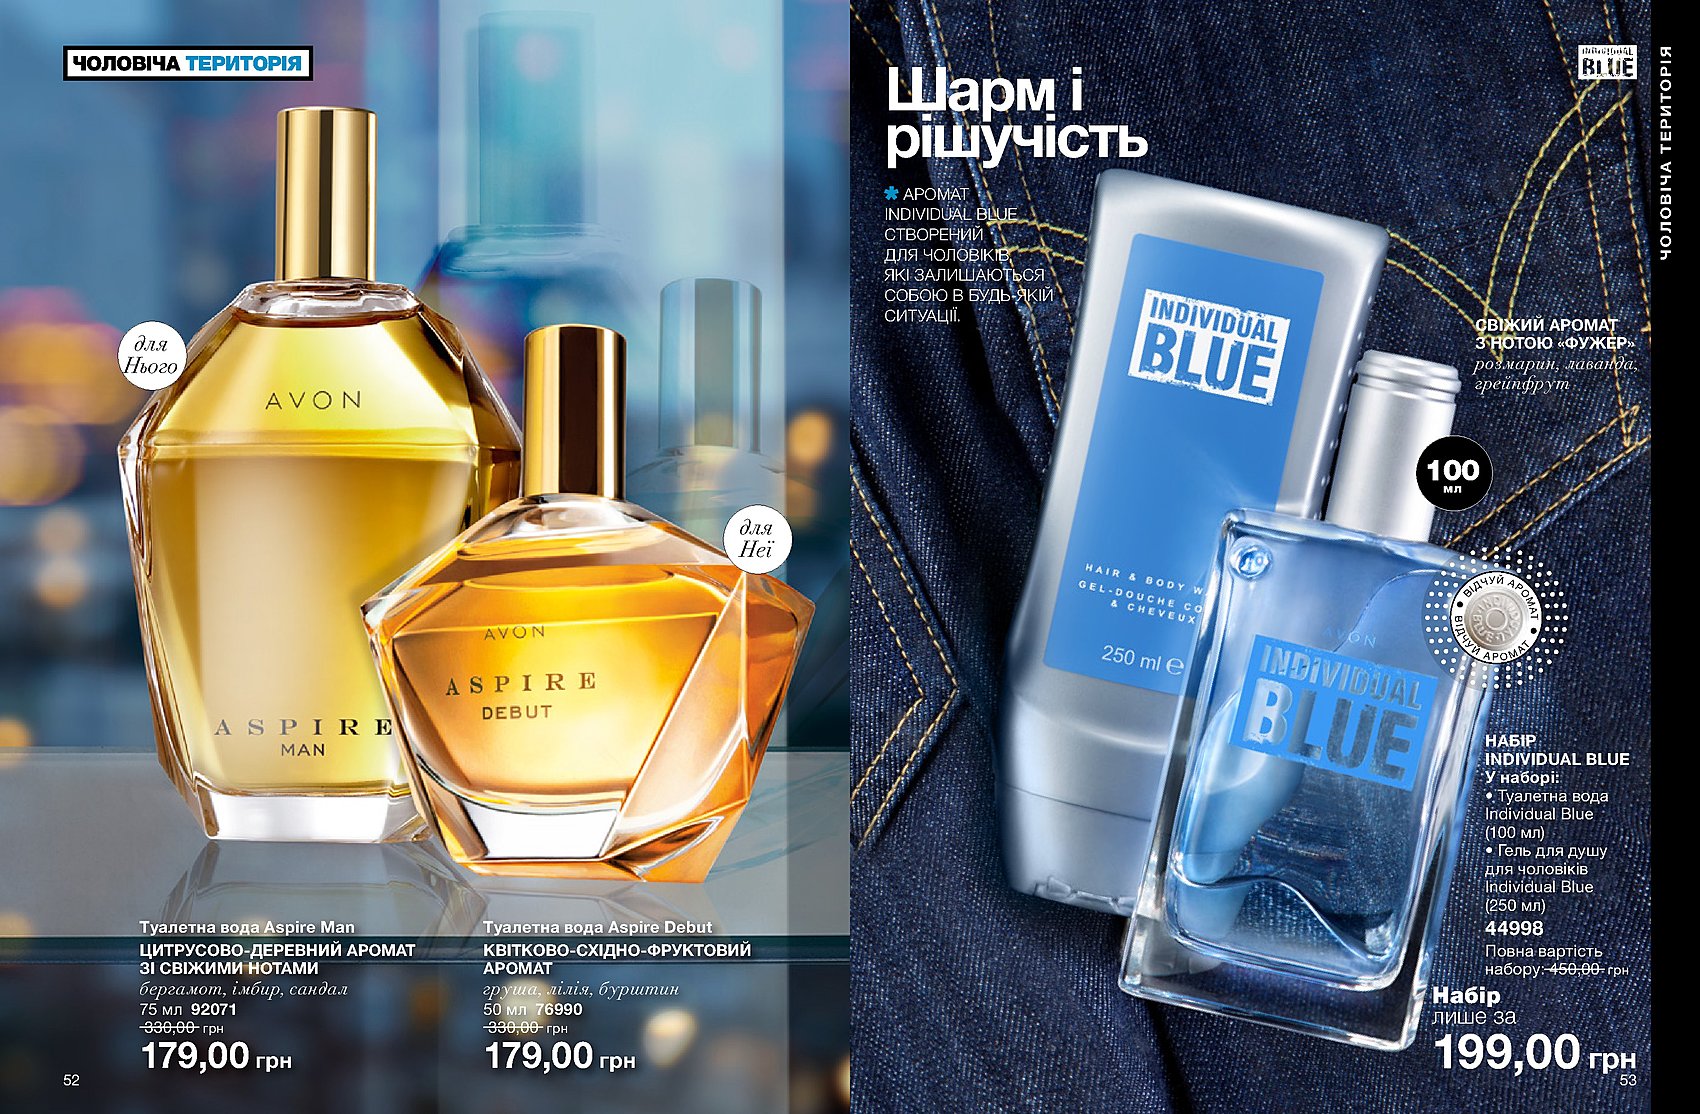 ЧОЛОВІЧА ТЕРИТОРІЯ
для
Нього
AVON
ASPIRE
MAN
для
Неї
AVON
ASPIRE
DEBUT
Туалетна вода Aspire Man
ЦИТРУСОВО-ДЕРЕВНИЙ АРОМАТ
ЗІ СВІЖИМИ НОТАМИ
бергамот, імбир, сандал
75 мл 92071
330,00 грн
179,00 грн
Туалетна вода Aspire Debut
КВІТКОВО-СХІДНО-ФРУКТОВИЙ
АРОМАТ
груша, лілія, бурштин
50 мл 76990
330,00 грн
179,00 грн
52
Шарм і
рішучість
* АРОМАТ
INDIVIDUAL BLUE
СТВОРЕНИЙ
ДЛЯ ЧОЛОВІКІВ,
ЯКІ ЗАЛИШАЮТЬСЯ
СОБОЮ В БУДЬ-ЯКІЙ
СИТУАЦІЇ.
INDIVIDUAL
BLUE
ЧОЛОВІЧА ТЕРИТОРІЯ
INDIVIDUAL
BLUE
HAIR & BODY
GEL-DOUCHE
& CHEVEUX
250 ml e
СВІЖИЙ АРОМАТ
З НОТОЮ «ФУЖЕР»
розмарин, лаванда,
грейпфрут
100
мл
ВІДЧУЙ АРОМАТ • ВІДЧУЙ АРОМАТ •
AVON
INDIVIDUAL
BLUE
НАБІР
INDIVIDUAL BLUE
У наборі:
• Туалетна вода
Individual Blue
(100 мл)
• Гель для душу
для чоловіків
Individual Blue
(250 мл)
44998
Повна вартість
набору: 450,00 грн
Набір
лише за
199,00 грн
53